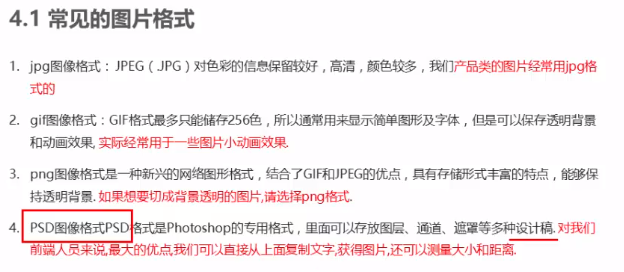 4.1 常见的图片格式
1. jpg图像格式：JPEG（.JPG）对色彩的信息保留较好，高清，颜色较多，我们产品类的图片经常用jpg格
式的
2. gif图像格式：GIF格式最多只能储存256色，所以通常用来显示简单图形及字体，但是可以保存透明背景
和动画效果, 实际经常用于一些图片小动画效果.
3. png图像格式是一种新兴的网络图形格式，结合了GIF和JPEG的优点，具有存储形式丰富的特点，能够保
持透明背景. 如果想要切成背景透明的图片,请选择png格式.
4. PSD图像格式PSD格式是Photoshop的专用格式，里面可以存放图层、通道、遮罩等多种设计稿. 对我们
前端人员来说,最大的优点,我们可以直接从上面复制文字,获得图片,还可以测量大小和距离.